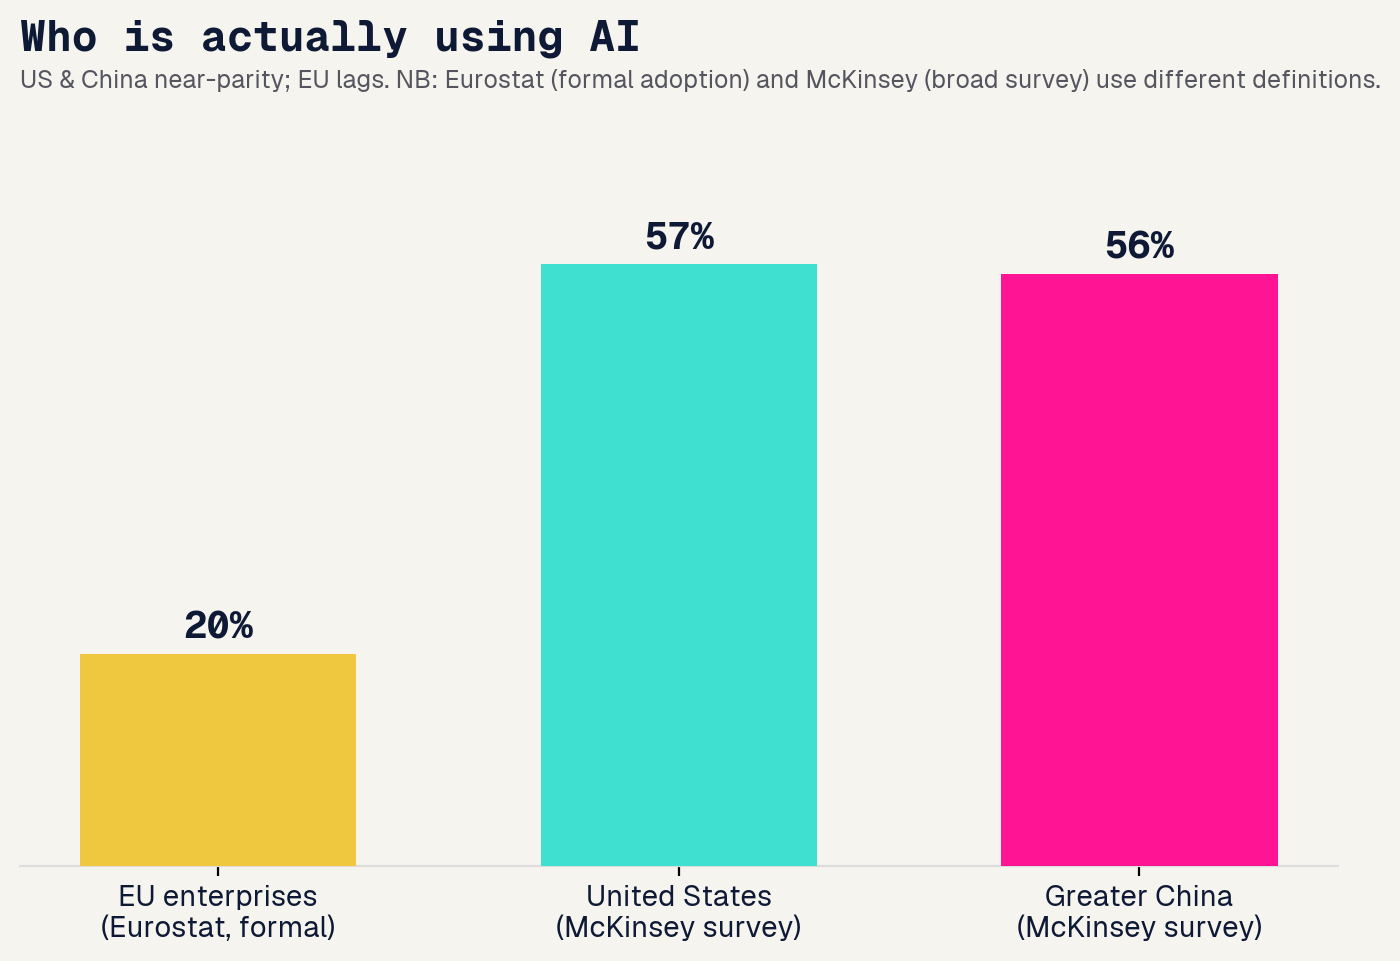 Who is actually using AI
US & China near-parity; EU lags. NB: Eurostat (formal adoption) and McKinsey (broad survey) use different definitions.
57%
56%
20%
EU enterprises
(Eurostat, formal)
United States
(McKinsey survey)
Greater China
(McKinsey survey)